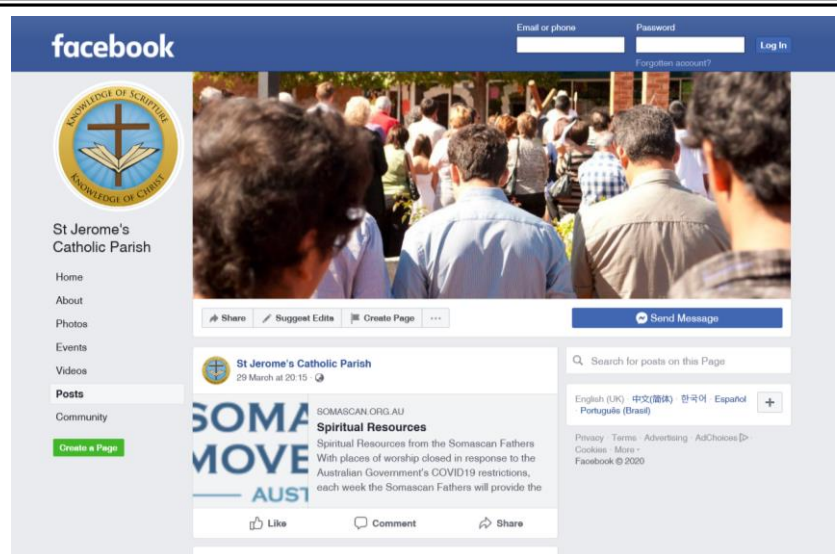 facebook
Email or phone
Password
Log In
Forgotten account?
KNOWLEDGE OF SCRIPTURE
KNOWLEDGE OF CHRIST
St Jerome's
Catholic Parish
Home
About
Photos
Events
Videos
Posts
Community
Create a Page
Share
Suggest Edits
Create Page
···
Send Message
St Jerome's Catholic Parish
29 March at 20:15 ·
SOMA
MOVE
AUST
SOMASCAN.ORG.AU
Spiritual Resources
Spiritual Resources from the Somascan Fathers
With places of worship closed in response to the
Australian Government's COVID19 restrictions,
each week the Somascan Fathers will provide the
Like
Comment
Share
Search for posts on this Page
English (UK) · 中文(简体) · 한국어 · Español
· Português (Brasil)
Privacy · Terms · Advertising · AdChoices ·
Cookies · More ·
Facebook © 2020